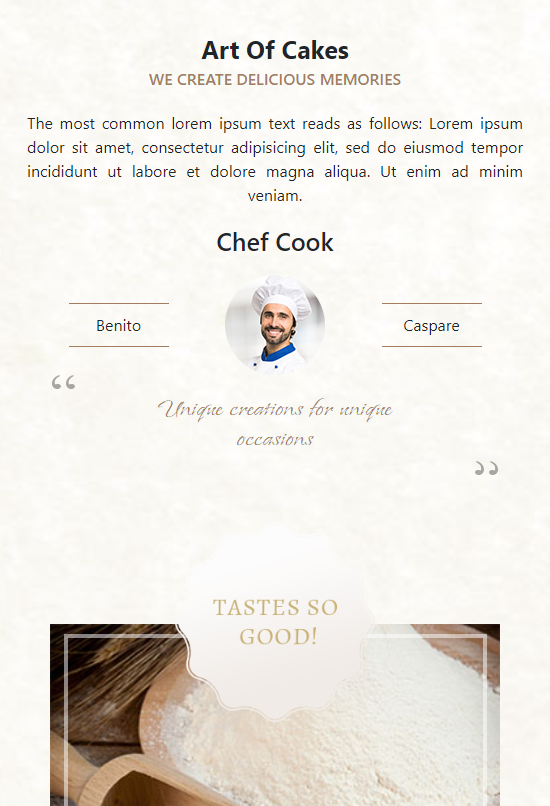 Art Of Cakes
WE CREATE DELICIOUS MEMORIES
The most common lorem ipsum text reads as follows: Lorem ipsum
dolor sit amet, consectetur adipisicing elit, sed do eiusmod tempor
incididunt ut labore et dolore magna aliqua. Ut enim ad minim
veniam.
Chef Cook
Benito
Caspare
“
Unique creations for unique
occasions
”
TASTES SO
GOOD!